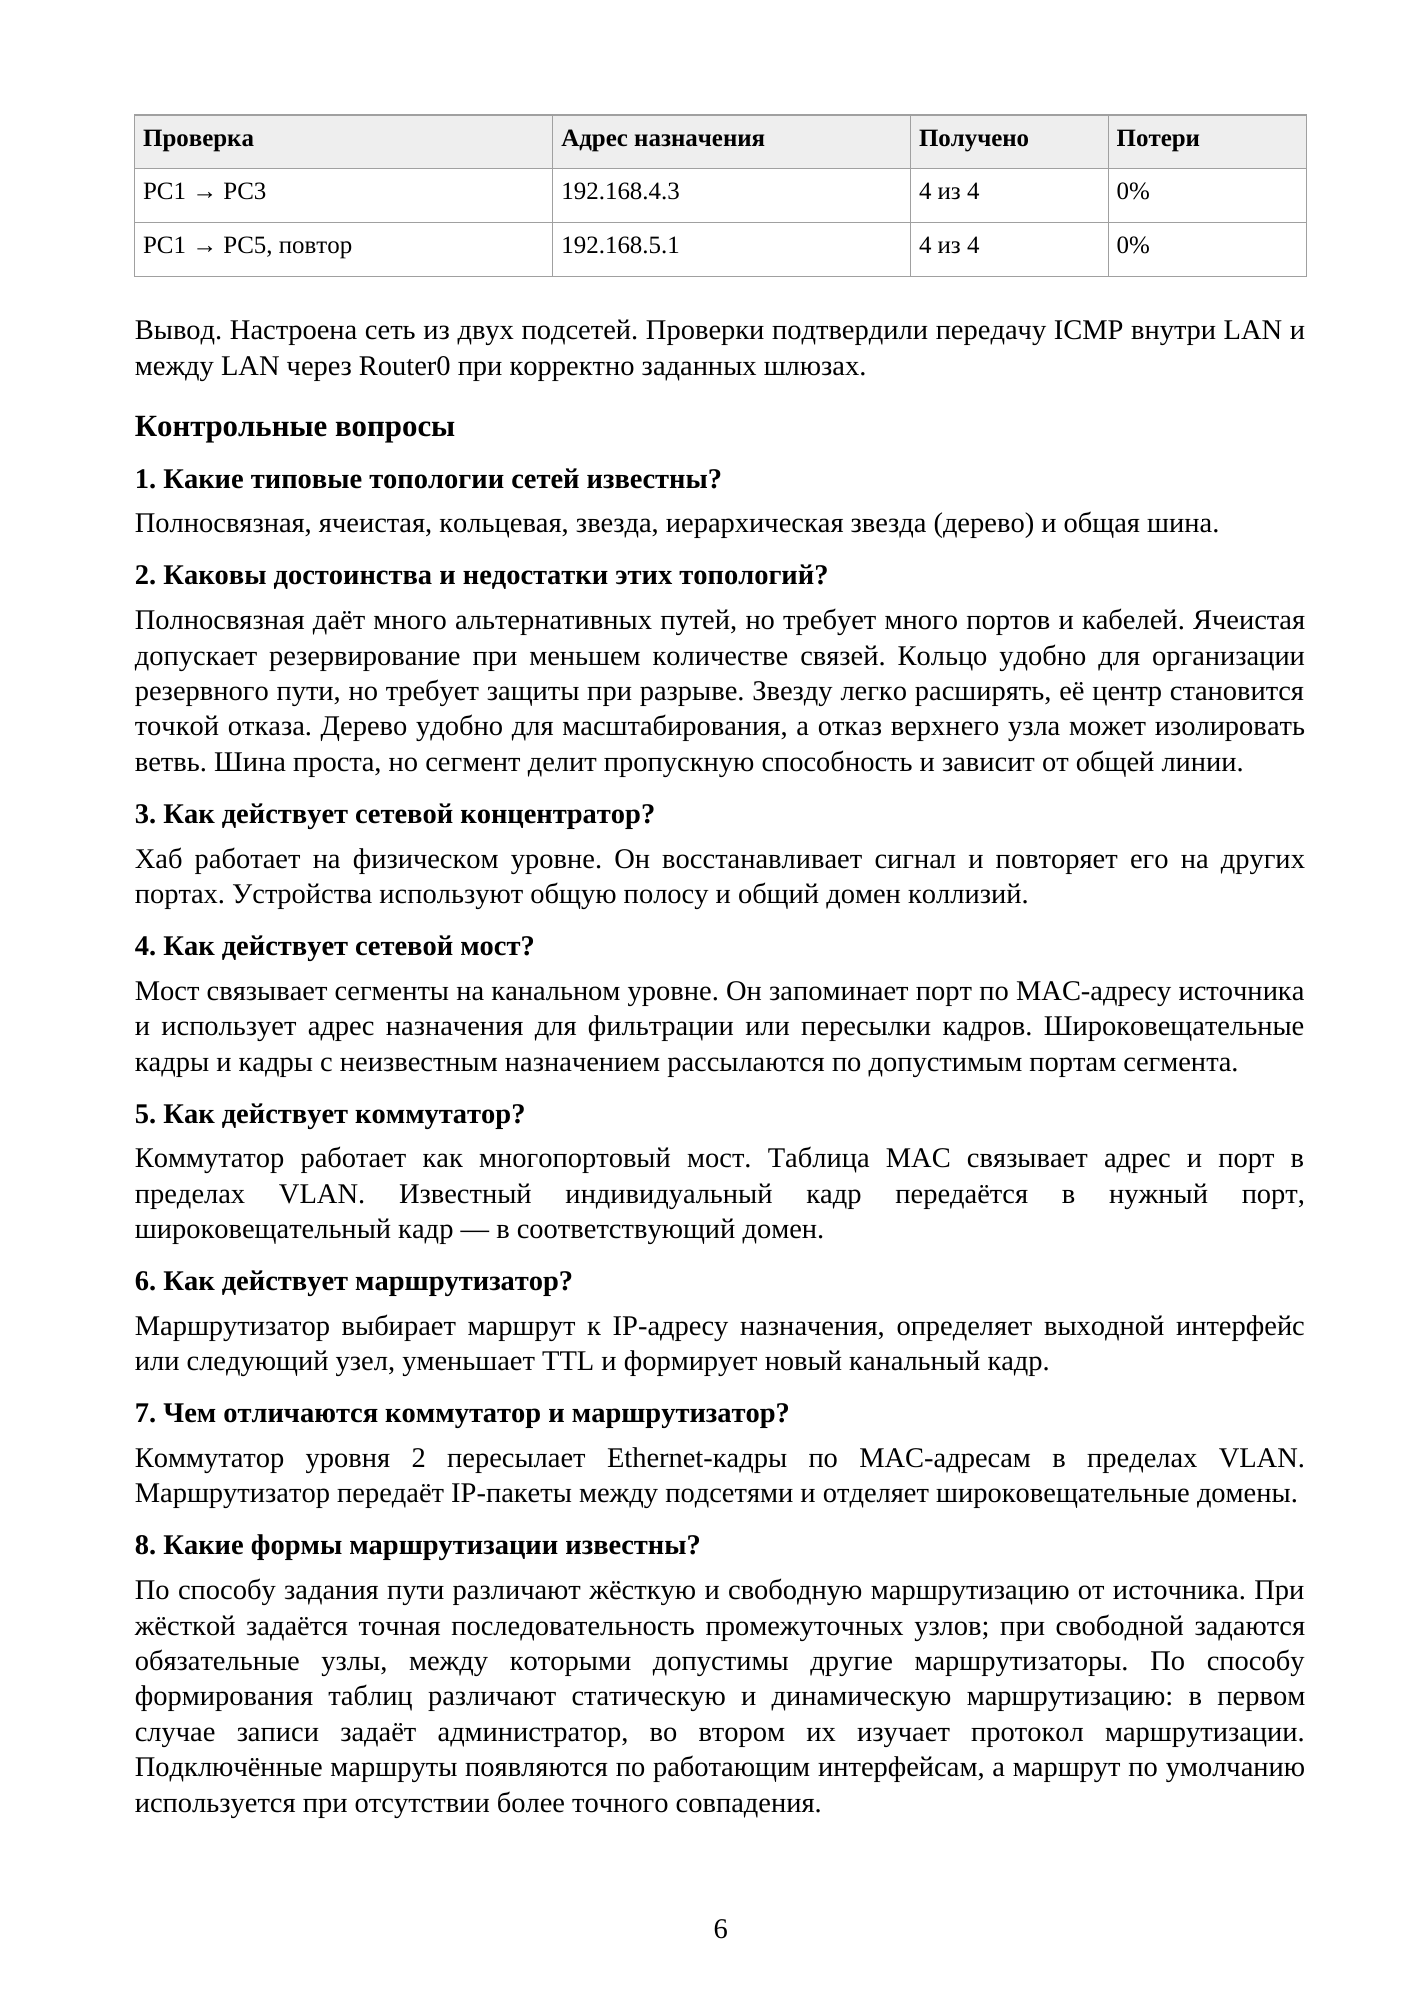 Проверка Адрес назначения Получено Потери
PC1 → PC3 192.168.4.3 4 из 4 0%
PC1 → PC5, повтор 192.168.5.1 4 из 4 0%
Вывод. Настроена сеть из двух подсетей. Проверки подтвердили передачу ICMP внутри LAN и
между LAN через Router0 при корректно заданных шлюзах.
Контрольные вопросы
1. Какие типовые топологии сетей известны?
Полносвязная, ячеистая, кольцевая, звезда, иерархическая звезда (дерево) и общая шина.
2. Каковы достоинства и недостатки этих топологий?
Полносвязная даёт много альтернативных путей, но требует много портов и кабелей. Ячеистая
допускает резервирование при меньшем количестве связей. Кольцо удобно для организации
резервного пути, но требует защиты при разрыве. Звезду легко расширять, её центр становится
точкой отказа. Дерево удобно для масштабирования, а отказ верхнего узла может изолировать
ветвь. Шина проста, но сегмент делит пропускную способность и зависит от общей линии.
3. Как действует сетевой концентратор?
Хаб работает на физическом уровне. Он восстанавливает сигнал и повторяет его на других
портах. Устройства используют общую полосу и общий домен коллизий.
4. Как действует сетевой мост?
Мост связывает сегменты на канальном уровне. Он запоминает порт по MAC-адресу источника
и использует адрес назначения для фильтрации или пересылки кадров. Широковещательные
кадры и кадры с неизвестным назначением рассылаются по допустимым портам сегмента.
5. Как действует коммутатор?
Коммутатор работает как многопортовый мост. Таблица MAC связывает адрес и порт в
пределах VLAN. Известный индивидуальный кадр передаётся в нужный порт,
широковещательный кадр — в соответствующий домен.
6. Как действует маршрутизатор?
Маршрутизатор выбирает маршрут к IP-адресу назначения, определяет выходной интерфейс
или следующий узел, уменьшает TTL и формирует новый канальный кадр.
7. Чем отличаются коммутатор и маршрутизатор?
Коммутатор уровня 2 пересылает Ethernet-кадры по MAC-адресам в пределах VLAN.
Маршрутизатор передаёт IP-пакеты между подсетями и отделяет широковещательные домены.
8. Какие формы маршрутизации известны?
По способу задания пути различают жёсткую и свободную маршрутизацию от источника. При
жёсткой задаётся точная последовательность промежуточных узлов; при свободной задаются
обязательные узлы, между которыми допустимы другие маршрутизаторы. По способу
формирования таблиц различают статическую и динамическую маршрутизацию: в первом
случае записи задаёт администратор, во втором их изучает протокол маршрутизации.
Подключённые маршруты появляются по работающим интерфейсам, а маршрут по умолчанию
используется при отсутствии более точного совпадения.
6